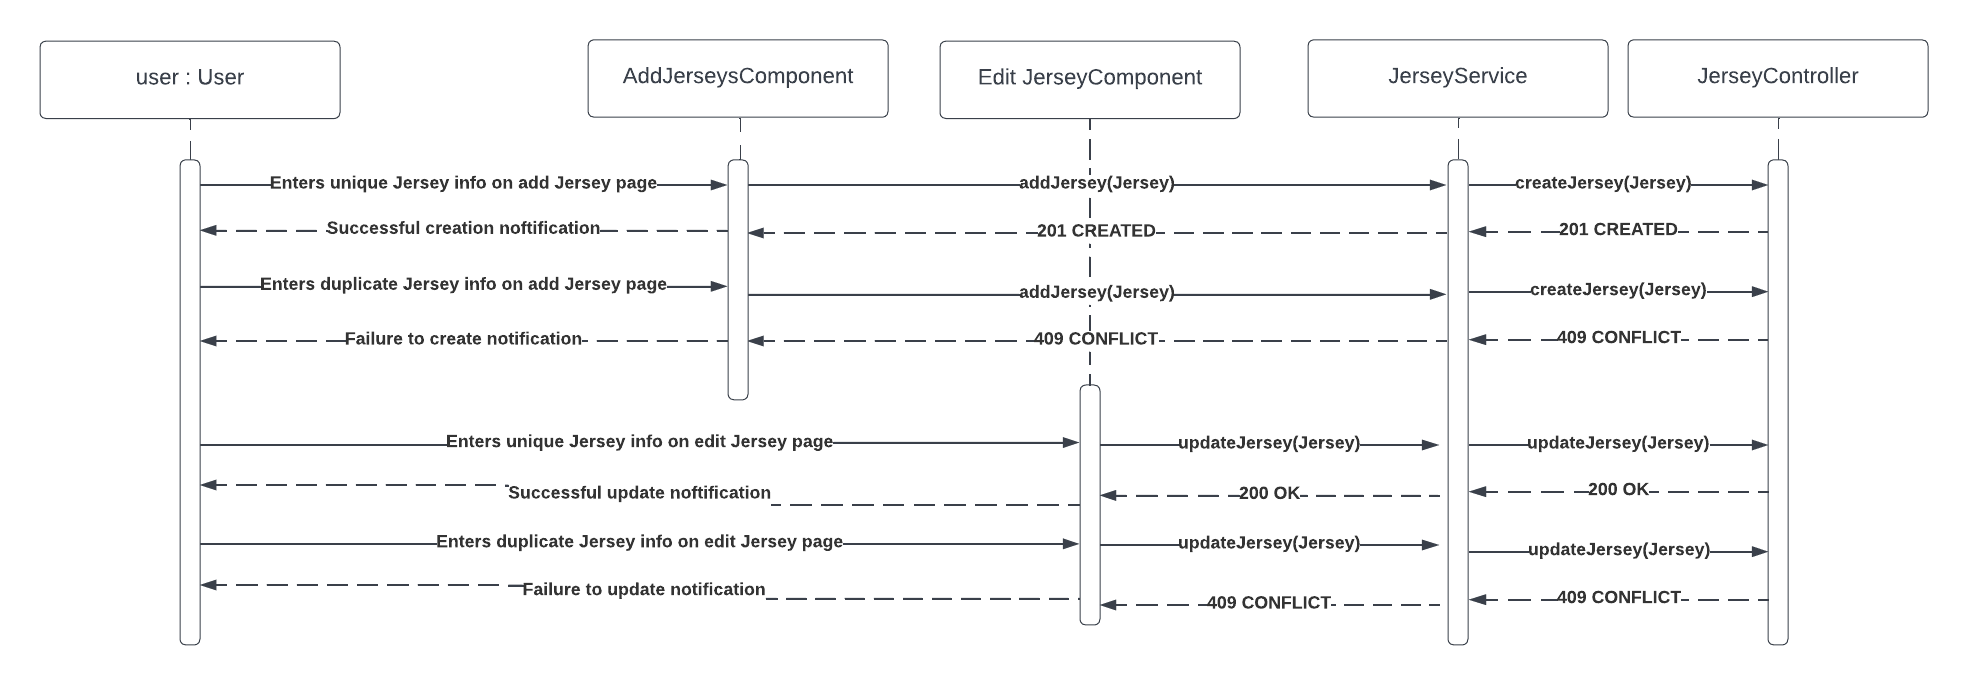 user : User
AddJerseysComponent
Edit JerseyComponent
JerseyService
JerseyController
Enters unique Jersey info on add Jersey page
addJersey(Jersey)
createJersey(Jersey)
Successful creation noftification
201 CREATED
201 CREATED
Enters duplicate Jersey info on add Jersey page
addJersey(Jersey)
createJersey(Jersey)
Failure to create notification
409 CONFLICT
409 CONFLICT
Enters unique Jersey info on edit Jersey page
updateJersey(Jersey)
updateJersey(Jersey)
Successful update noftification
200 OK
200 OK
Enters duplicate Jersey info on edit Jersey page
updateJersey(Jersey)
updateJersey(Jersey)
Failure to update notification
409 CONFLICT
409 CONFLICT